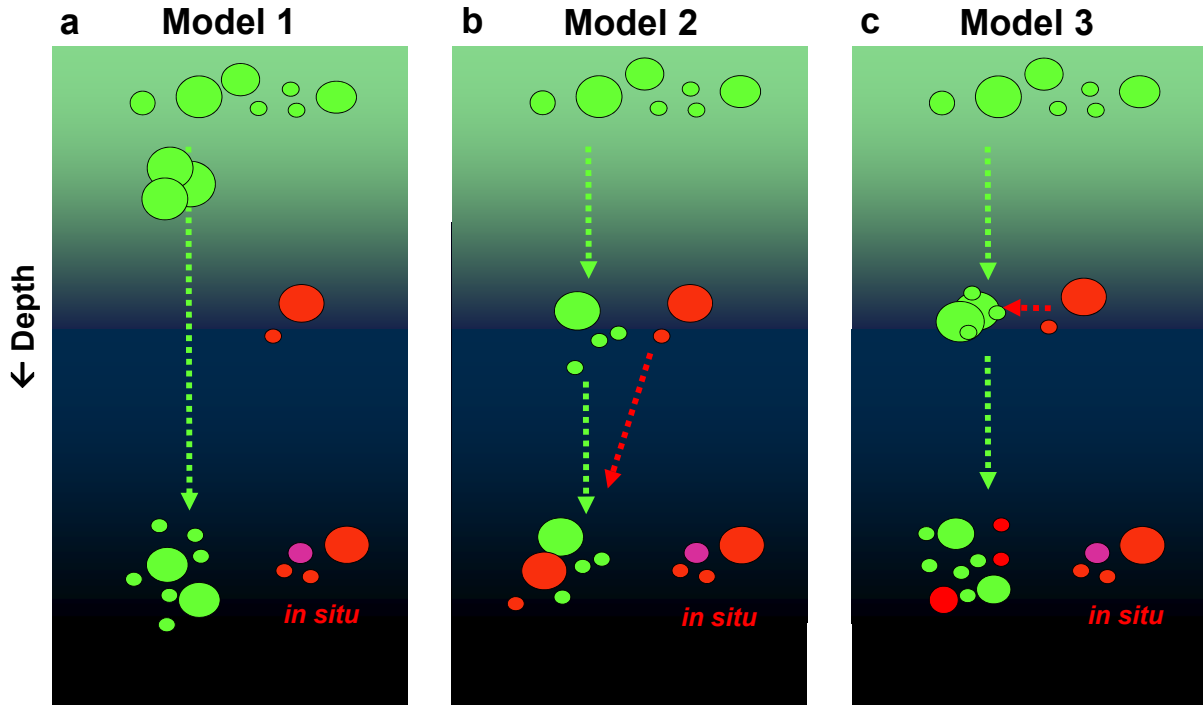 a Model 1
b Model 2
c Model 3
← Depth
in situ
in situ
in situ